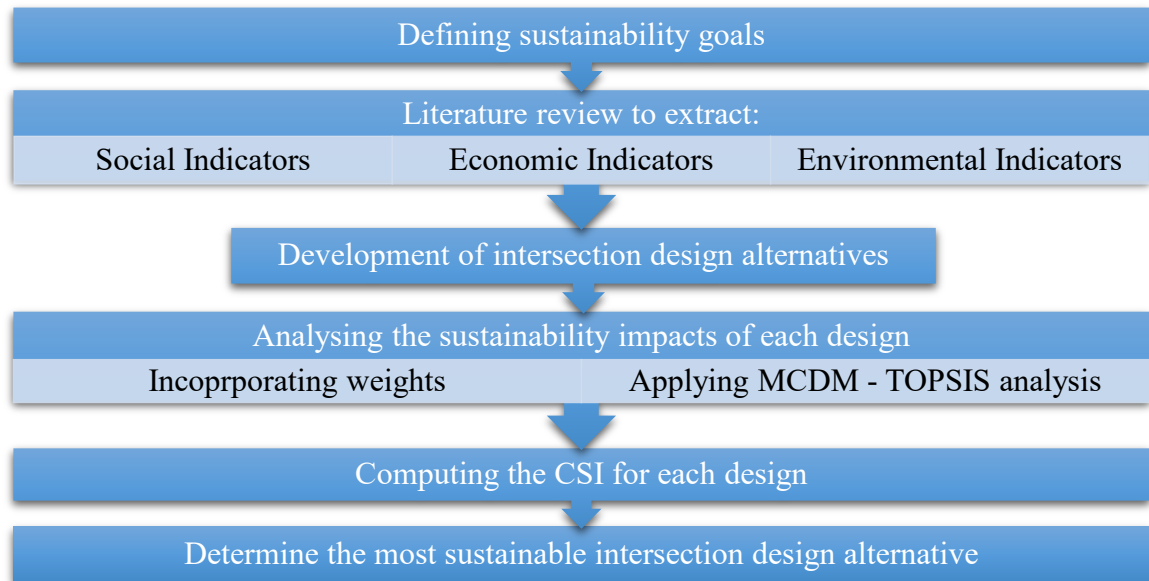 Defining sustainability goals
Literature review to extract:
Social Indicators
Economic Indicators
Environmental Indicators
Development of intersection design alternatives
Analysing the sustainability impacts of each design
Incoprporating weights
Applying MCDM - TOPSIS analysis
Computing the CSI for each design
Determine the most sustainable intersection design alternative